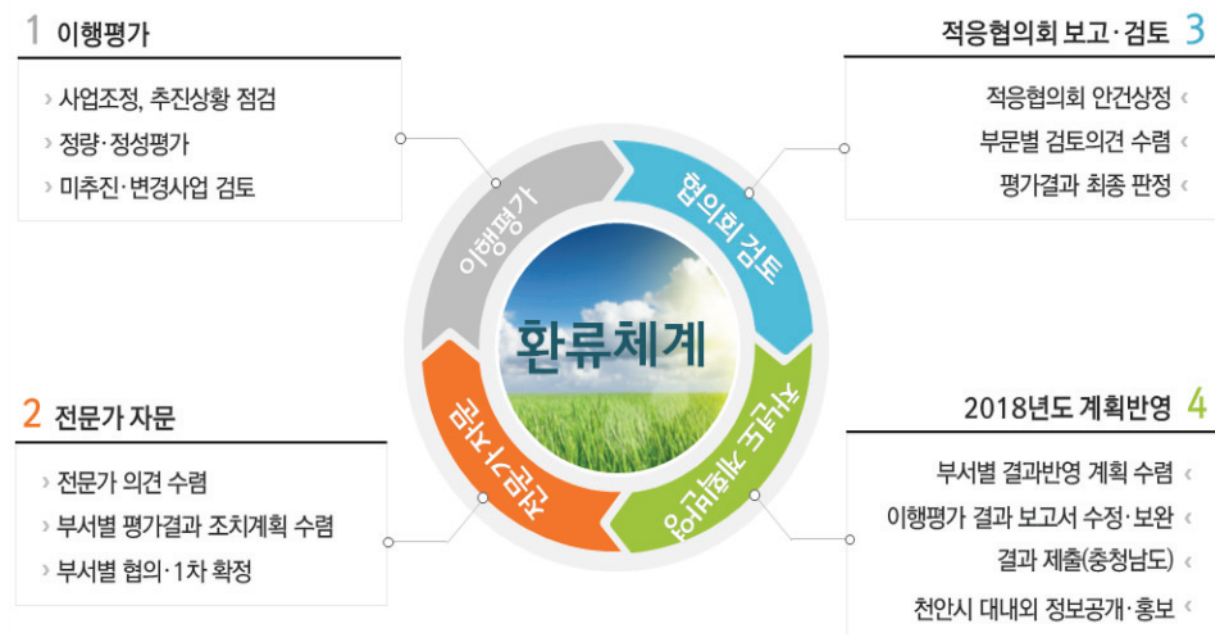 1 이행평가
› 사업조정, 추진상황 점검
› 정량·정성평가
› 미추진·변경사업 검토
2 전문가 자문
› 전문가 의견 수렴
› 부서별 평가결과 조치계획 수렴
› 부서별 협의·1차 확정
적응협의회 보고·검토 3
적응협의회 안건상정 ‹
부문별 검토의견 수렴 ‹
평가결과 최종 판정 ‹
2018년도 계획반영 4
부서별 결과반영 계획 수렴 ‹
이행평가 결과 보고서 수정·보완 ‹
결과 제출(충청남도) ‹
천안시 대내외 정보공개·홍보 ‹
이행평가
협의회 검토
환류체계
전문가 자문
차년도 계획반영